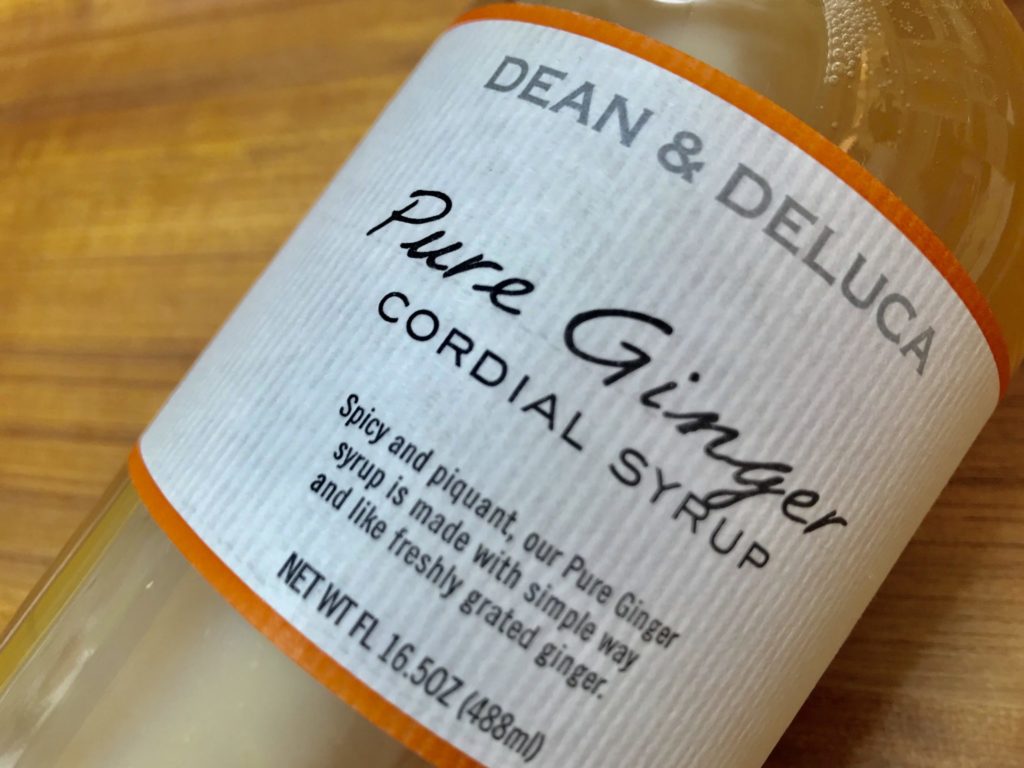 DEAN & DELUCA
Pure Ginger
CORDIAL SYRUP
Spicy and piquant, our Pure Ginger
syrup is made with simple way
and like freshly grated ginger.
NET WT FL 16.5OZ (488ml)